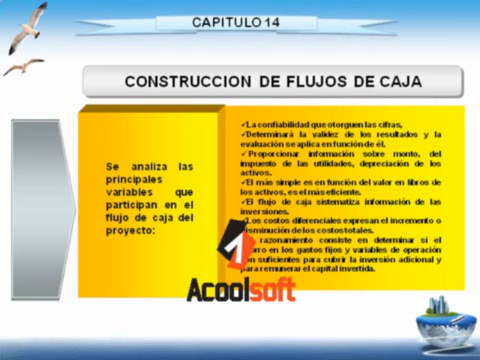 CAPITULO 14
CONSTRUCCION DE FLUJOS DE CAJA
Se analiza las
principales
variables que
participan en el
flujo de caja del
proyecto:
✓La confiabilidad que otorguen las cifras,
✓Determinará la validez de los resultados y la
evaluación se aplica en función de él.
✓ Proporcionar información sobre monto, del
impuesto de las utilidades, depreciación de los
activos.
✓El más simple es en función del valor en libros de
los activos, es el más eficiente.
✓El flujo de caja sistematiza información de las
inversiones.
✓Los costos diferenciales expresan el incremento o
disminución de los costos totales.
razonamiento consiste en determinar si el
en los gastos fijos y variables de operación
son suficientes para cubrir la inversión adicional y
para remunerar el capital invertida.
Acoolsoft